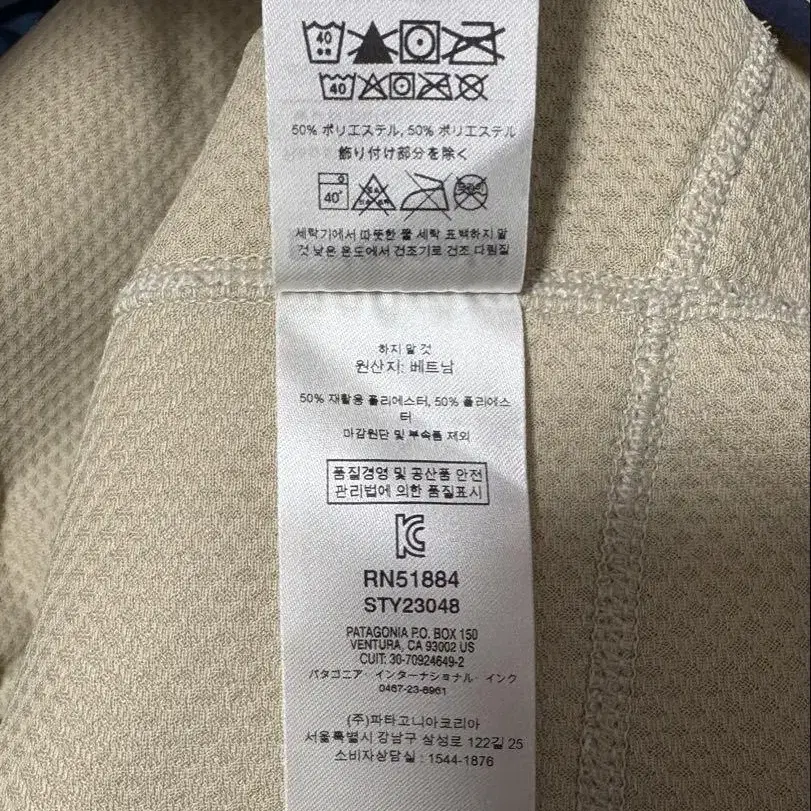 40
40
50% ポリエステル, 50% ポリエステル
飾り付け部分を除く
40°
세탁기에서 따뜻한 물 세탁 표백하지 말
것 낮은 온도에서 건조기로 건조 다림질
하지 말 것
원산지: 베트남
50% 재활용 폴리에스터, 50% 폴리에스
터
마감원단 및 부속품 제외
품질경영 및 공산품 안전
관리법에 의한 품질표시
RN51884
STY23048
PATAGONIA P.O. BOX 150
VENTURA, CA 93002 US
CUIT: 30-70924649-2
パタゴニア・インターナショナル・インク
0467-23-8961
(주)파타고니아코리아
서울특별시 강남구 삼성로 122길 25
소비자상담실 : 1544-1876